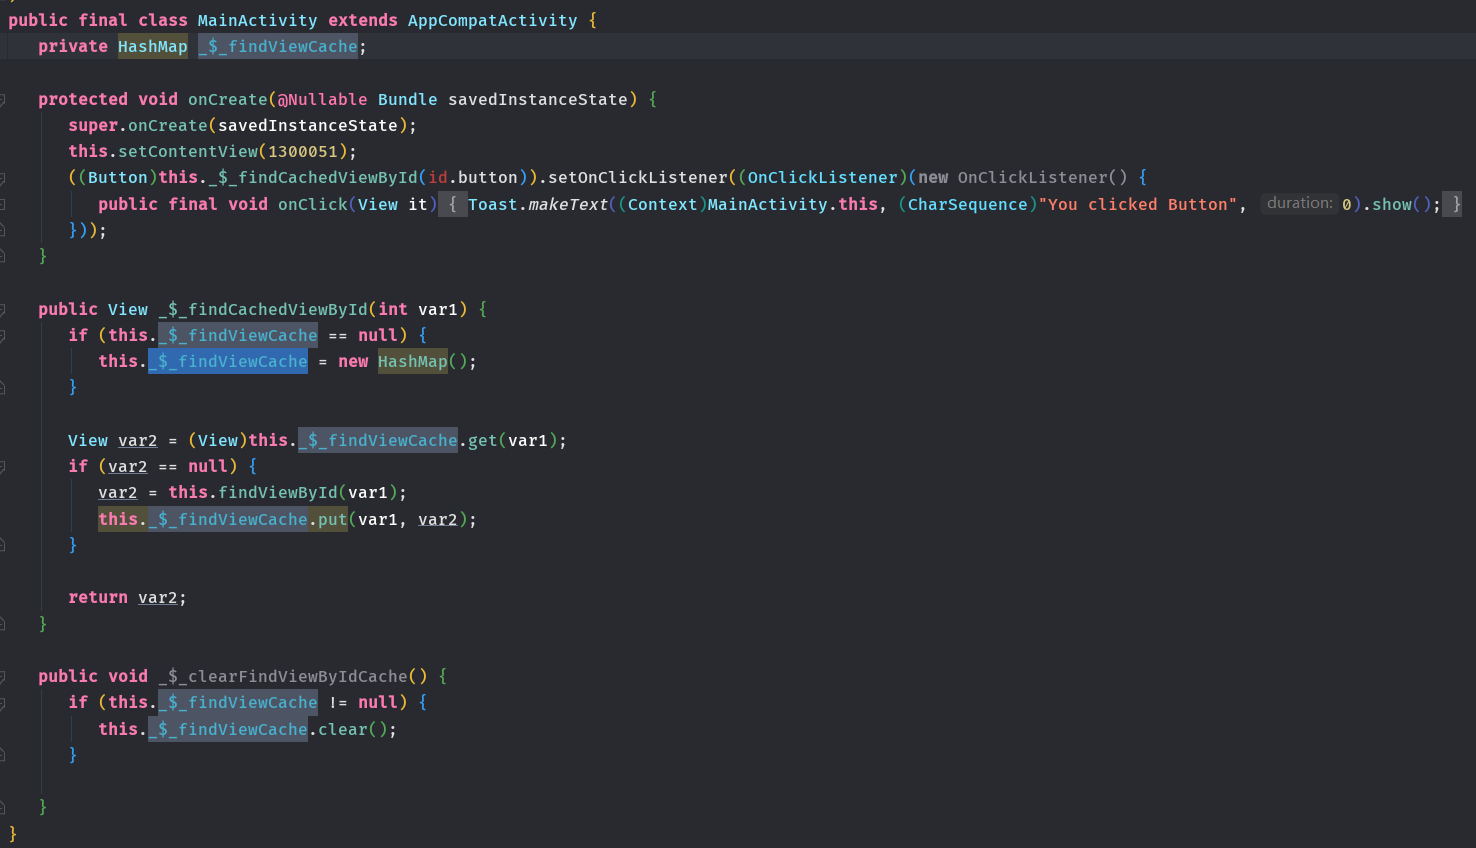 public final class MainActivity extends AppCompatActivity {
   private HashMap _$_findViewCache;

   protected void onCreate(@Nullable Bundle savedInstanceState) {
      super.onCreate(savedInstanceState);
      this.setContentView(1300051);
      ((Button)this._$_findCachedViewById(id.button)).setOnClickListener((OnClickListener)(new OnClickListener() {
         public final void onClick(View it) { Toast.makeText((Context)MainActivity.this, (CharSequence)"You clicked Button", duration: 0).show(); }
      }));
   }

   public View _$_findCachedViewById(int var1) {
      if (this._$_findViewCache == null) {
         this._$_findViewCache = new HashMap();
      }

      View var2 = (View)this._$_findViewCache.get(var1);
      if (var2 == null) {
         var2 = this.findViewById(var1);
         this._$_findViewCache.put(var1, var2);
      }

      return var2;
   }

   public void _$_clearFindViewByIdCache() {
      if (this._$_findViewCache != null) {
         this._$_findViewCache.clear();
      }

   }
}